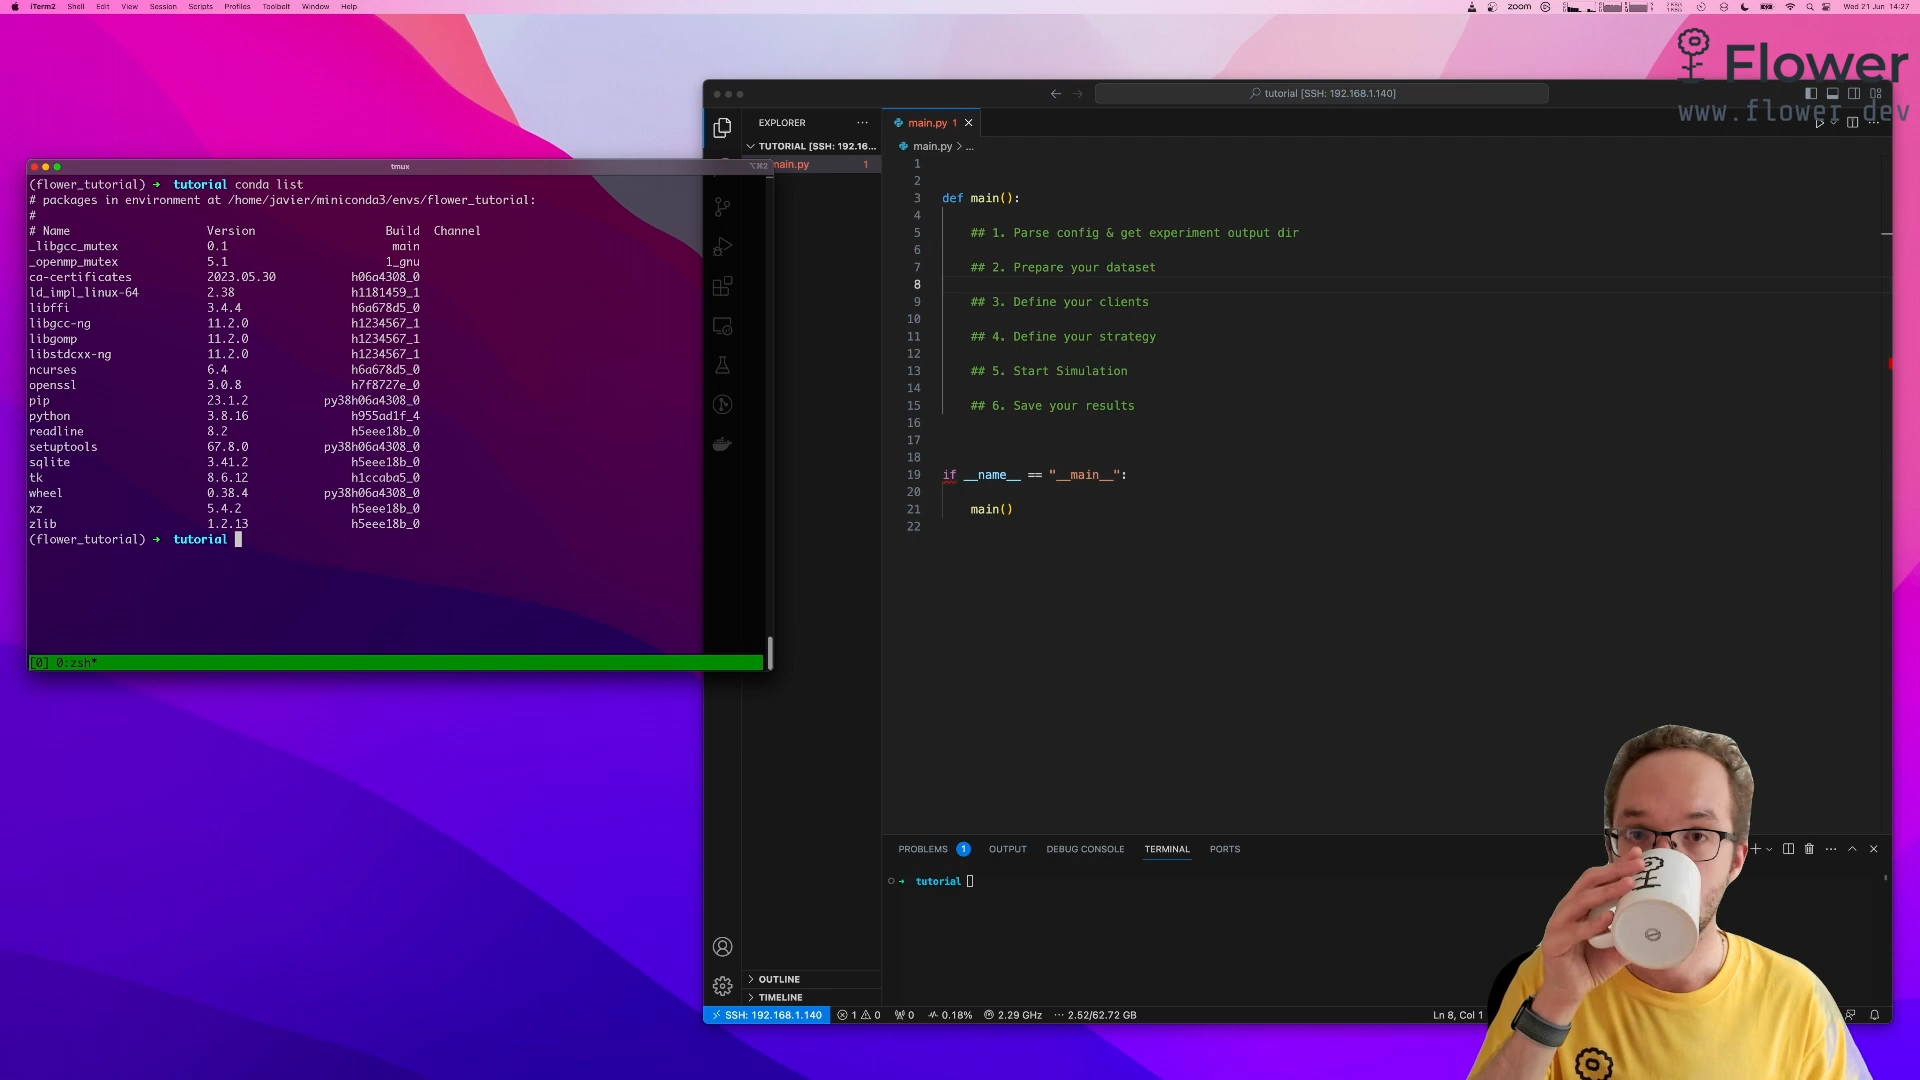 iTerm2 Shell Edit View Session Scripts Profiles Toolbelt Window Help
zoom
Wed 21 Jun 14:27
Flower
www.flower.dev
tmux
⌥⌘2
(flower_tutorial) → tutorial conda list
# packages in environment at /home/javier/miniconda3/envs/flower_tutorial:
#
# Name Version Build Channel
_libgcc_mutex 0.1 main
_openmp_mutex 5.1 1_gnu
ca-certificates 2023.05.30 h06a4308_0
ld_impl_linux-64 2.38 h1181459_1
libffi 3.4.4 h6a678d5_0
libgcc-ng 11.2.0 h1234567_1
libgomp 11.2.0 h1234567_1
libstdcxx-ng 11.2.0 h1234567_1
ncurses 6.4 h6a678d5_0
openssl 3.0.8 h7f8727e_0
pip 23.1.2 py38h06a4308_0
python 3.8.16 h955ad1f_4
readline 8.2 h5eee18b_0
setuptools 67.8.0 py38h06a4308_0
sqlite 3.41.2 h5eee18b_0
tk 8.6.12 h1ccaba5_0
wheel 0.38.4 py38h06a4308_0
xz 5.4.2 h5eee18b_0
zlib 1.2.13 h5eee18b_0
(flower_tutorial) → tutorial
[0] 0:zsh*
tutorial [SSH: 192.168.1.140]
EXPLORER ···
TUTORIAL [SSH: 192.16...
main.py 1
OUTLINE
TIMELINE
main.py 1
main.py > ...
1
2
3 def main():
4
5 ## 1. Parse config & get experiment output dir
6
7 ## 2. Prepare your dataset
8
9 ## 3. Define your clients
10
11 ## 4. Define your strategy
12
13 ## 5. Start Simulation
14
15 ## 6. Save your results
16
17
18
19 if __name__ == "__main__":
20
21 main()
22
PROBLEMS 1 OUTPUT DEBUG CONSOLE TERMINAL PORTS
→ tutorial
SSH: 192.168.1.140 1 0 0 0.18% 2.29 GHz 2.52/62.72 GB
Ln 8, Col 1